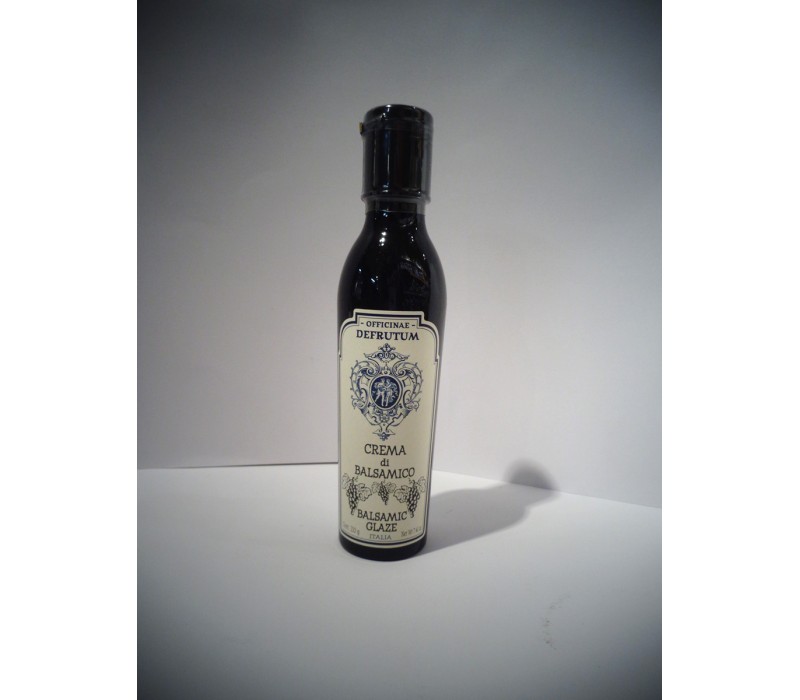 - OFFICINAE -
DEFRUTUM
CREMA
di
BALSAMICO
BALSAMIC
GLAZE
ITALIA